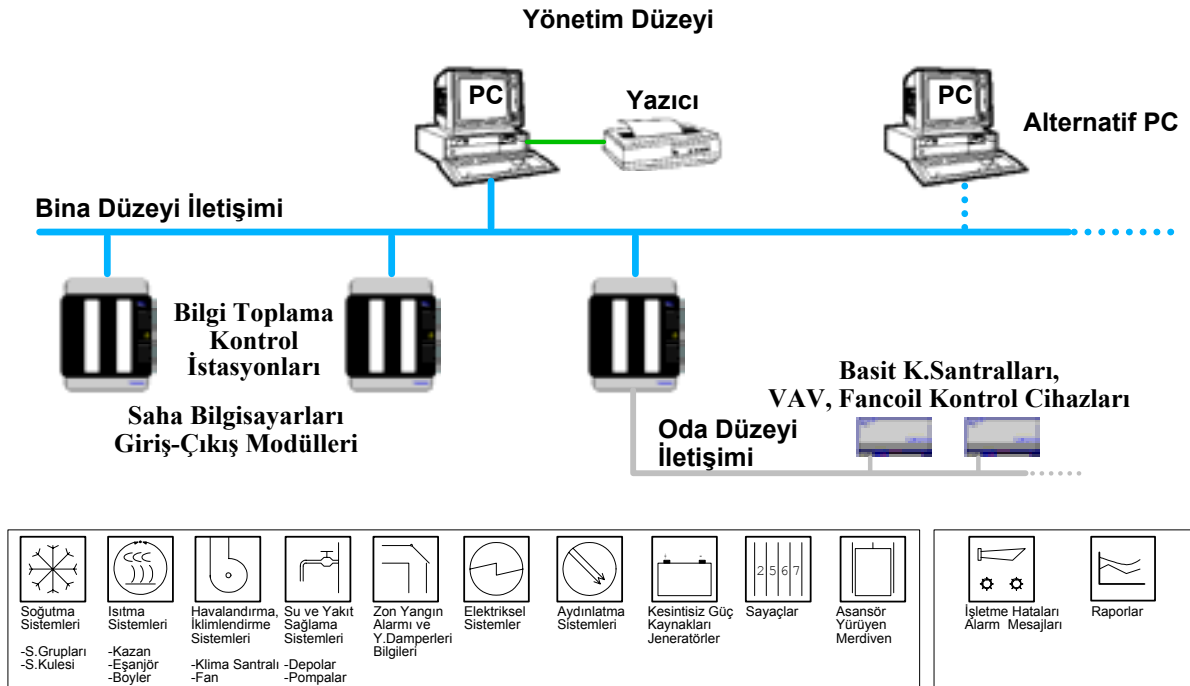 Yönetim Düzeyi
PC
Yazıcı
PC
Alternatif PC
Bina Düzeyi İletişimi
Bilgi Toplama
Kontrol
İstasyonları
Saha Bilgisayarları
Giriş-Çıkış Modülleri
Basit K.Santralları,
VAV, Fancoil Kontrol Cihazları
Oda Düzeyi
İletişimi
Soğutma
Sistemleri
-S.Grupları
-S.Kulesi
Isıtma
Sistemleri
-Kazan
-Eşanjör
-Boyler
Havalandırma,
İklimlendirme
Sistemleri
-Klima Santralı
-Fan
Su ve Yakıt
Sağlama
Sistemleri
-Depolar
-Pompalar
Zon Yangın
Alarmı ve
Y.Damperleri
Bilgileri
Elektriksel
Sistemler
Aydınlatma
Sistemleri
Kesintisiz Güç
Kaynakları
Jeneratörler
2 5 6 7
Sayaçlar
Asansör
Yürüyen
Merdiven
İşletme Hataları
Alarm Mesajları
Raporlar